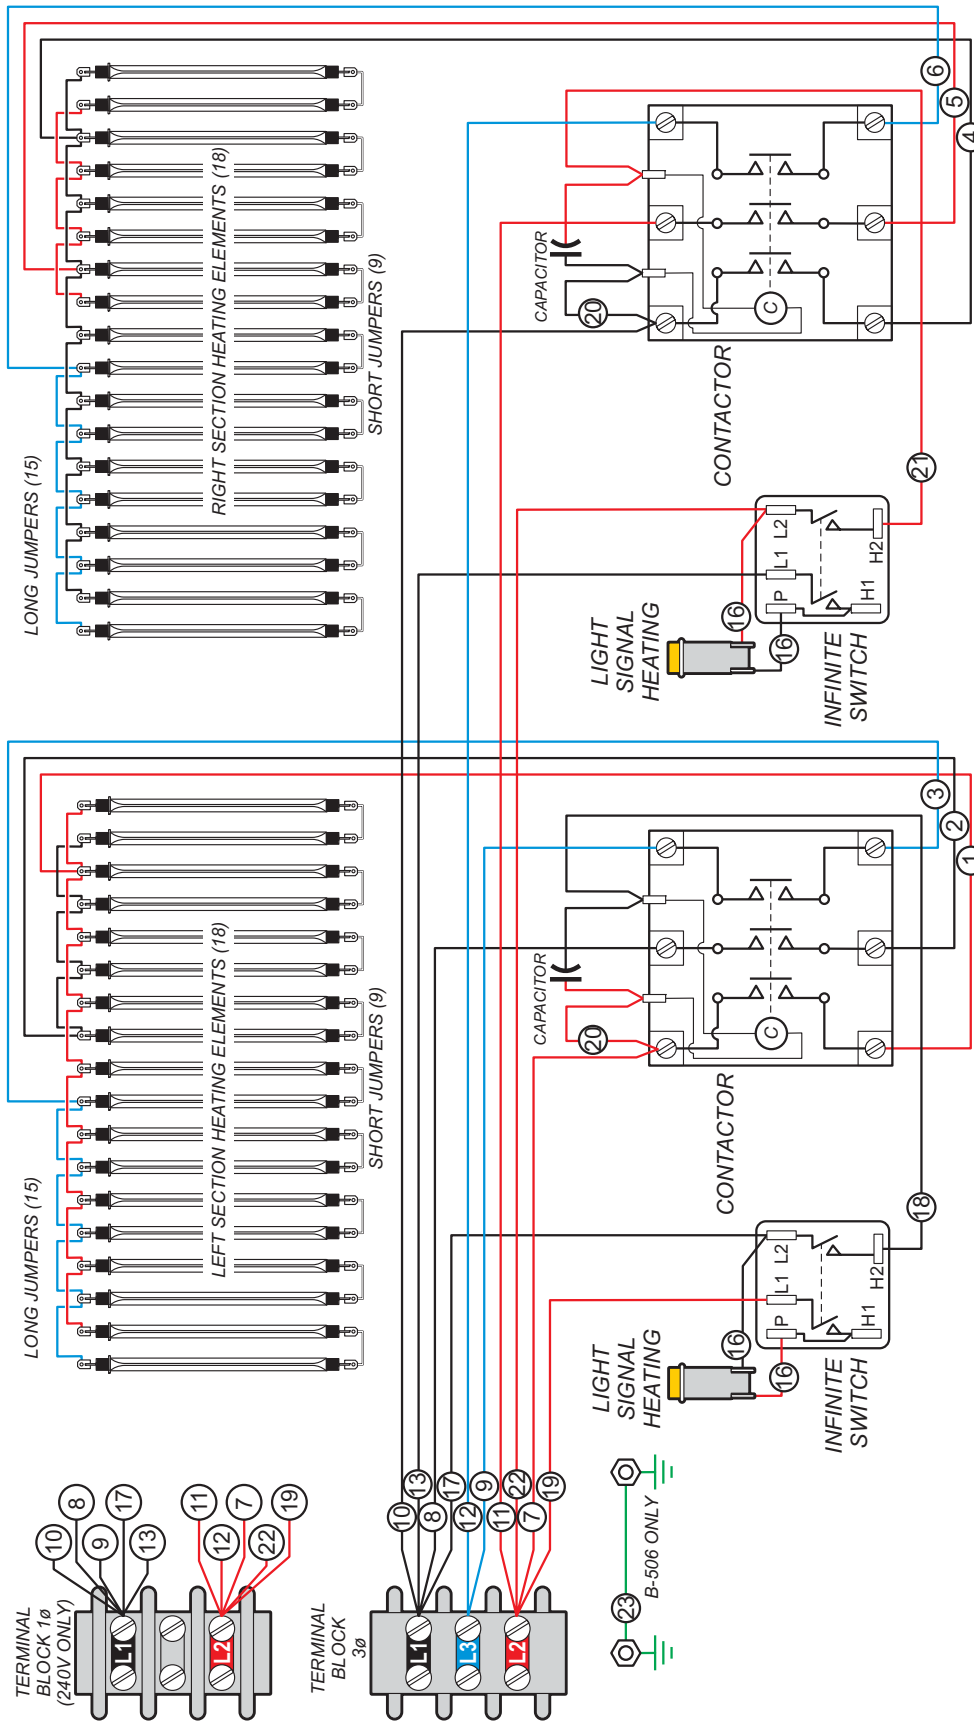 LONG JUMPERS (15)
RIGHT SECTION HEATING ELEMENTS (18)
SHORT JUMPERS (9)
6
5
4
CAPACITOR
20
C
CONTACTOR
21
LIGHT
SIGNAL
HEATING
16
16
P
L1
L2
H1
H2
INFINITE
SWITCH
LONG JUMPERS (15)
LEFT SECTION HEATING ELEMENTS (18)
SHORT JUMPERS (9)
3
2
1
CAPACITOR
20
C
CONTACTOR
18
LIGHT
SIGNAL
HEATING
16
16
P
L1
L2
H1
H2
INFINITE
SWITCH
TERMINAL
BLOCK 1ø
(240V ONLY)
L1
L2
10
8
9
17
13
11
12
7
22
19
TERMINAL
BLOCK
3ø
L1
L3
L2
10
13
8
17
12
9
11
22
7
19
23
B-506 ONLY